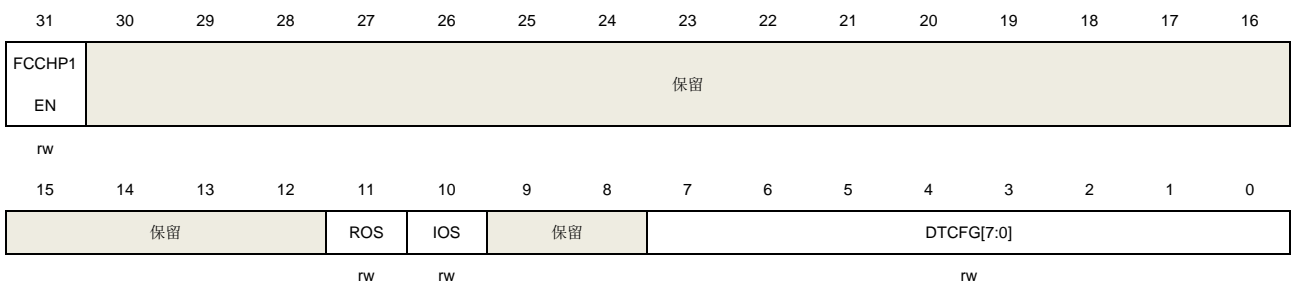 31 30 29 28 27 26 25 24 23 22 21 20 19 18 17 16
FCCHP1
EN
保留
rw
15 14 13 12 11 10 9 8 7 6 5 4 3 2 1 0
保留 ROS IOS 保留 DTCFG[7:0]
rw rw rw